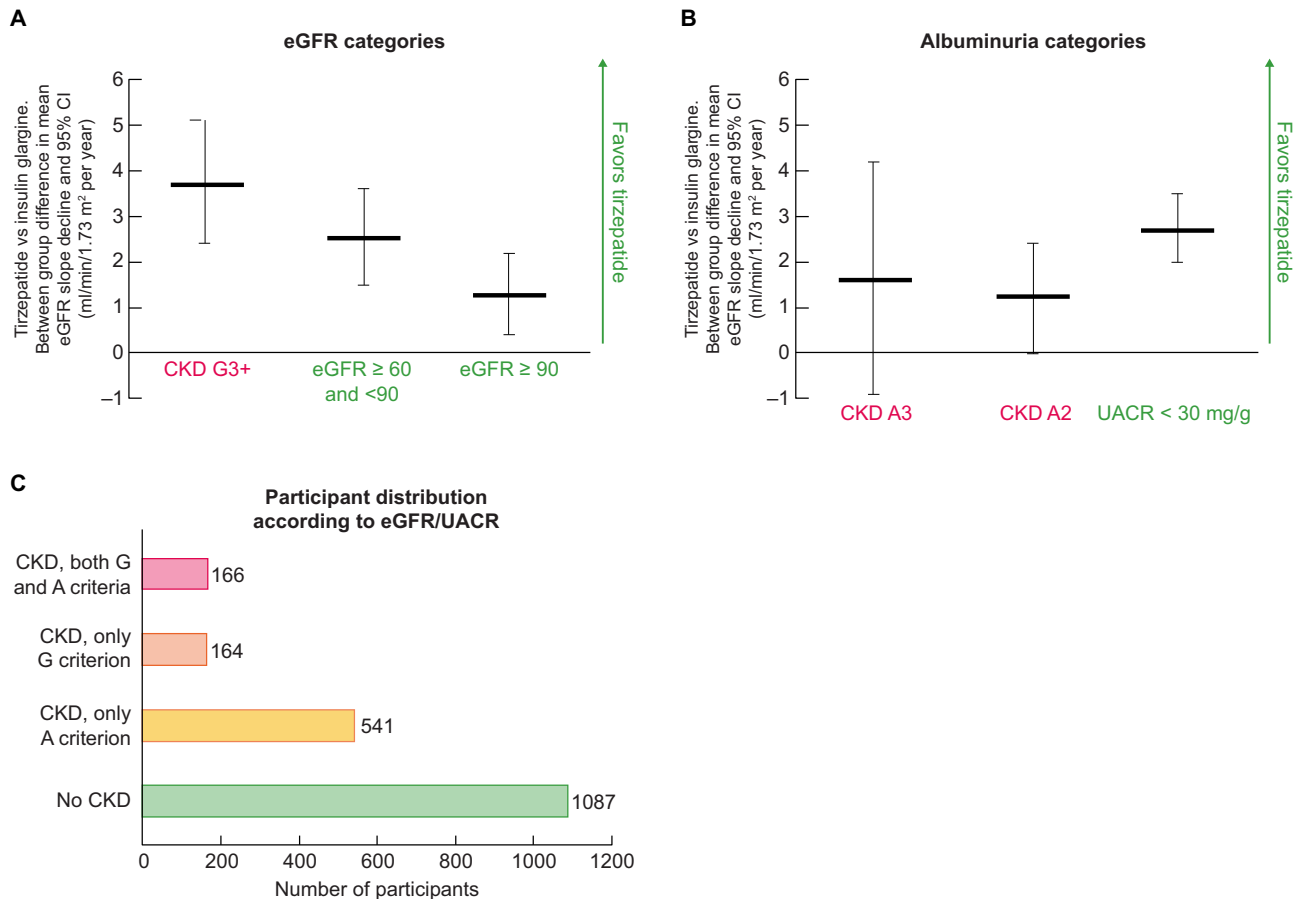 A
eGFR categories
Tirzepatide vs insulin glargine.
Between group difference in mean
eGFR slope decline and 95% CI
(ml/min/1.73 m² per year)
6
5
4
3
2
1
0
–1
CKD G3+
eGFR ≥ 60
and <90
eGFR ≥ 90
Favors tirzepatide
B
Albuminuria categories
Tirzepatide vs insulin glargine.
Between group difference in mean
eGFR slope decline and 95% CI
(ml/min/1.73 m² per year)
6
5
4
3
2
1
0
–1
CKD A3
CKD A2
UACR < 30 mg/g
Favors tirzepatide
C
Participant distribution
according to eGFR/UACR
CKD, both G
and A criteria
166
CKD, only
G criterion
164
CKD, only
A criterion
541
No CKD
1087
0
200
400
600
800
1000
1200
Number of participants